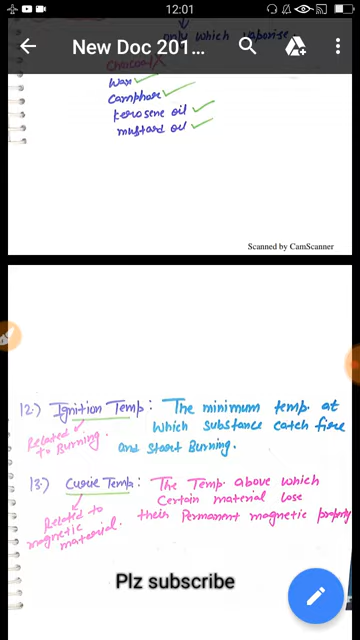 12:01
only which vaporise
New Doc 201...
Charcoal X
Wax ✓
Camphore ✓
Kerosene oil ✓
mustard oil ✓
Scanned by CamScanner
12.) Ignition Temp : The minimum temp. at
which substance catch fire
Related to Burning.
and start Burning.
13.) Curie Temp : The Temp above which
Certain material lose
Related to magnetic material.
their Permanent magnetic property
Plz subscribe